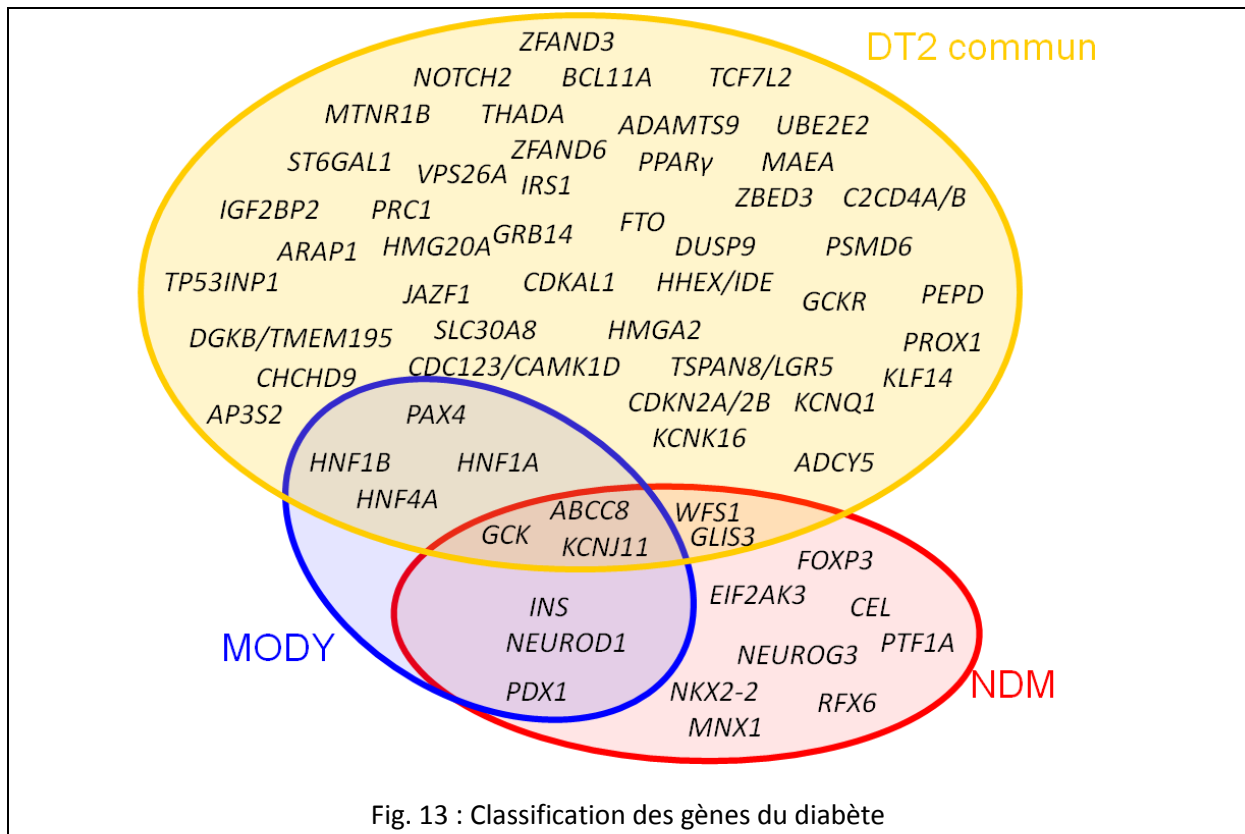 ZFAND3
DT2 commun
NOTCH2 BCL11A TCF7L2
MTNR1B THADA ADAMTS9 UBE2E2
ST6GAL1 VPS26A ZFAND6 PPARγ MAEA
IRS1 ZBED3 C2CD4A/B
IGF2BP2 PRC1 GRB14 FTO
ARAP1 HMG20A DUSP9 PSMD6
TP53INP1 JAZF1 CDKAL1 HHEX/IDE GCKR PEPD
DGKB/TMEM195 SLC30A8 HMGA2 PROX1
CHCHD9 CDC123/CAMK1D TSPAN8/LGR5 KLF14
AP3S2 PAX4 CDKN2A/2B KCNQ1
KCNK16
HNF1B HNF1A ADCY5
HNF4A
ABCC8 WFS1
GCK KCNJ11 GLIS3
FOXP3
EIF2AK3 CEL
INS
MODY NEUROD1 NEUROG3 PTF1A
NDM
PDX1 NKX2-2 RFX6
MNX1
Fig. 13 : Classification des gènes du diabète